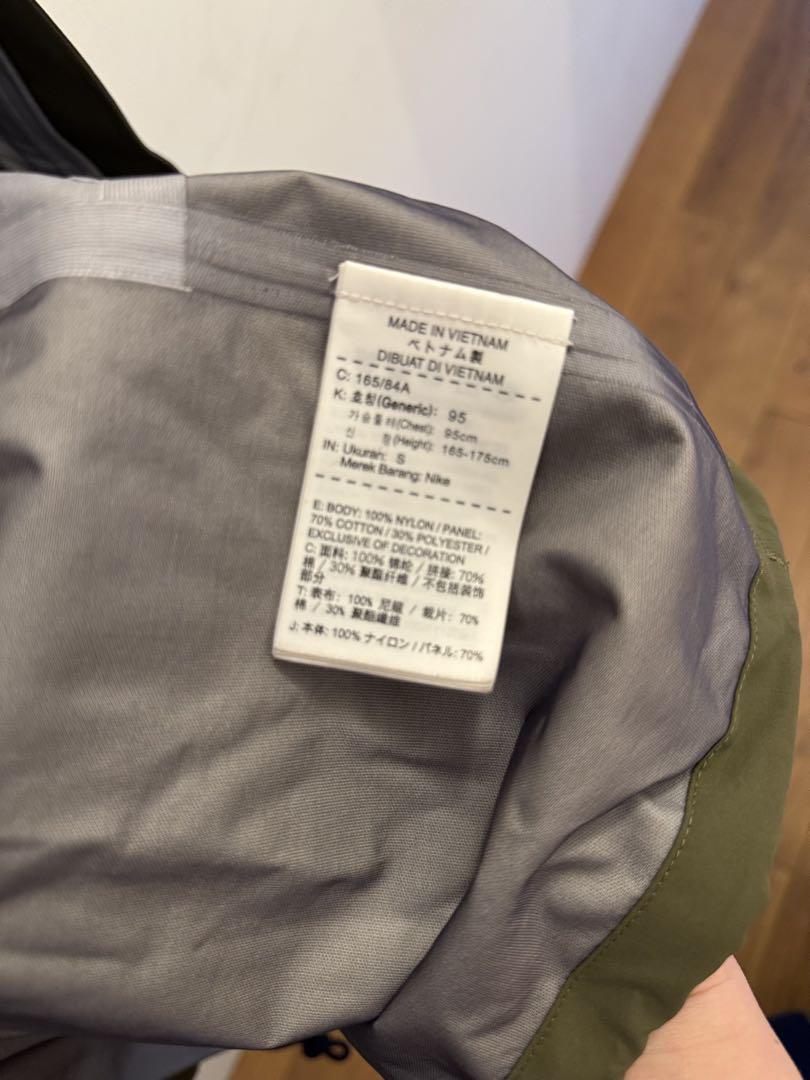 MADE IN VIETNAM
ベトナム製
DIBUAT DI VIETNAM
C: 165/84A
K: 호칭(Generic): 95
가슴둘레(Chest): 95cm
신 장(Height): 165-175cm
IN: Ukuran: S
Merek Barang: Nike
E: BODY: 100% NYLON / PANEL:
70% COTTON / 30% POLYESTER /
EXCLUSIVE OF DECORATION
C: 面料: 100% 锦纶 / 拼接: 70%
棉 / 30% 聚酯纤维 / 不包括装饰
部分
T: 表布: 100% 尼龍 / 裁片: 70%
棉 / 30% 聚酯纖維
J: 本体: 100% ナイロン / パネル: 70%